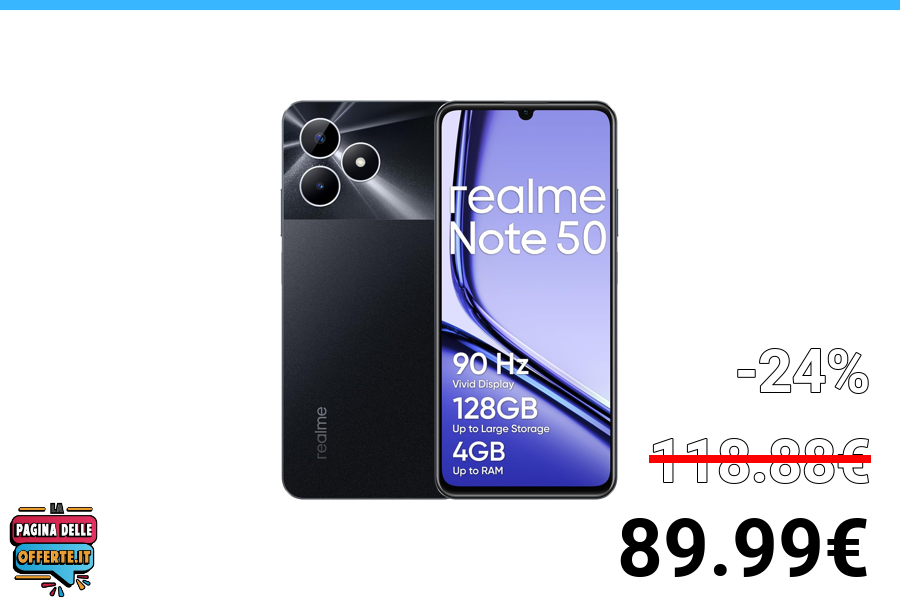 realme
Note 50
90 Hz
Vivid Display
128GB
Up to Large Storage
4GB
Up to RAM
realme
-24%
118.88€
89.99€
LA
PAGINA DELLE
OFFERTE.IT